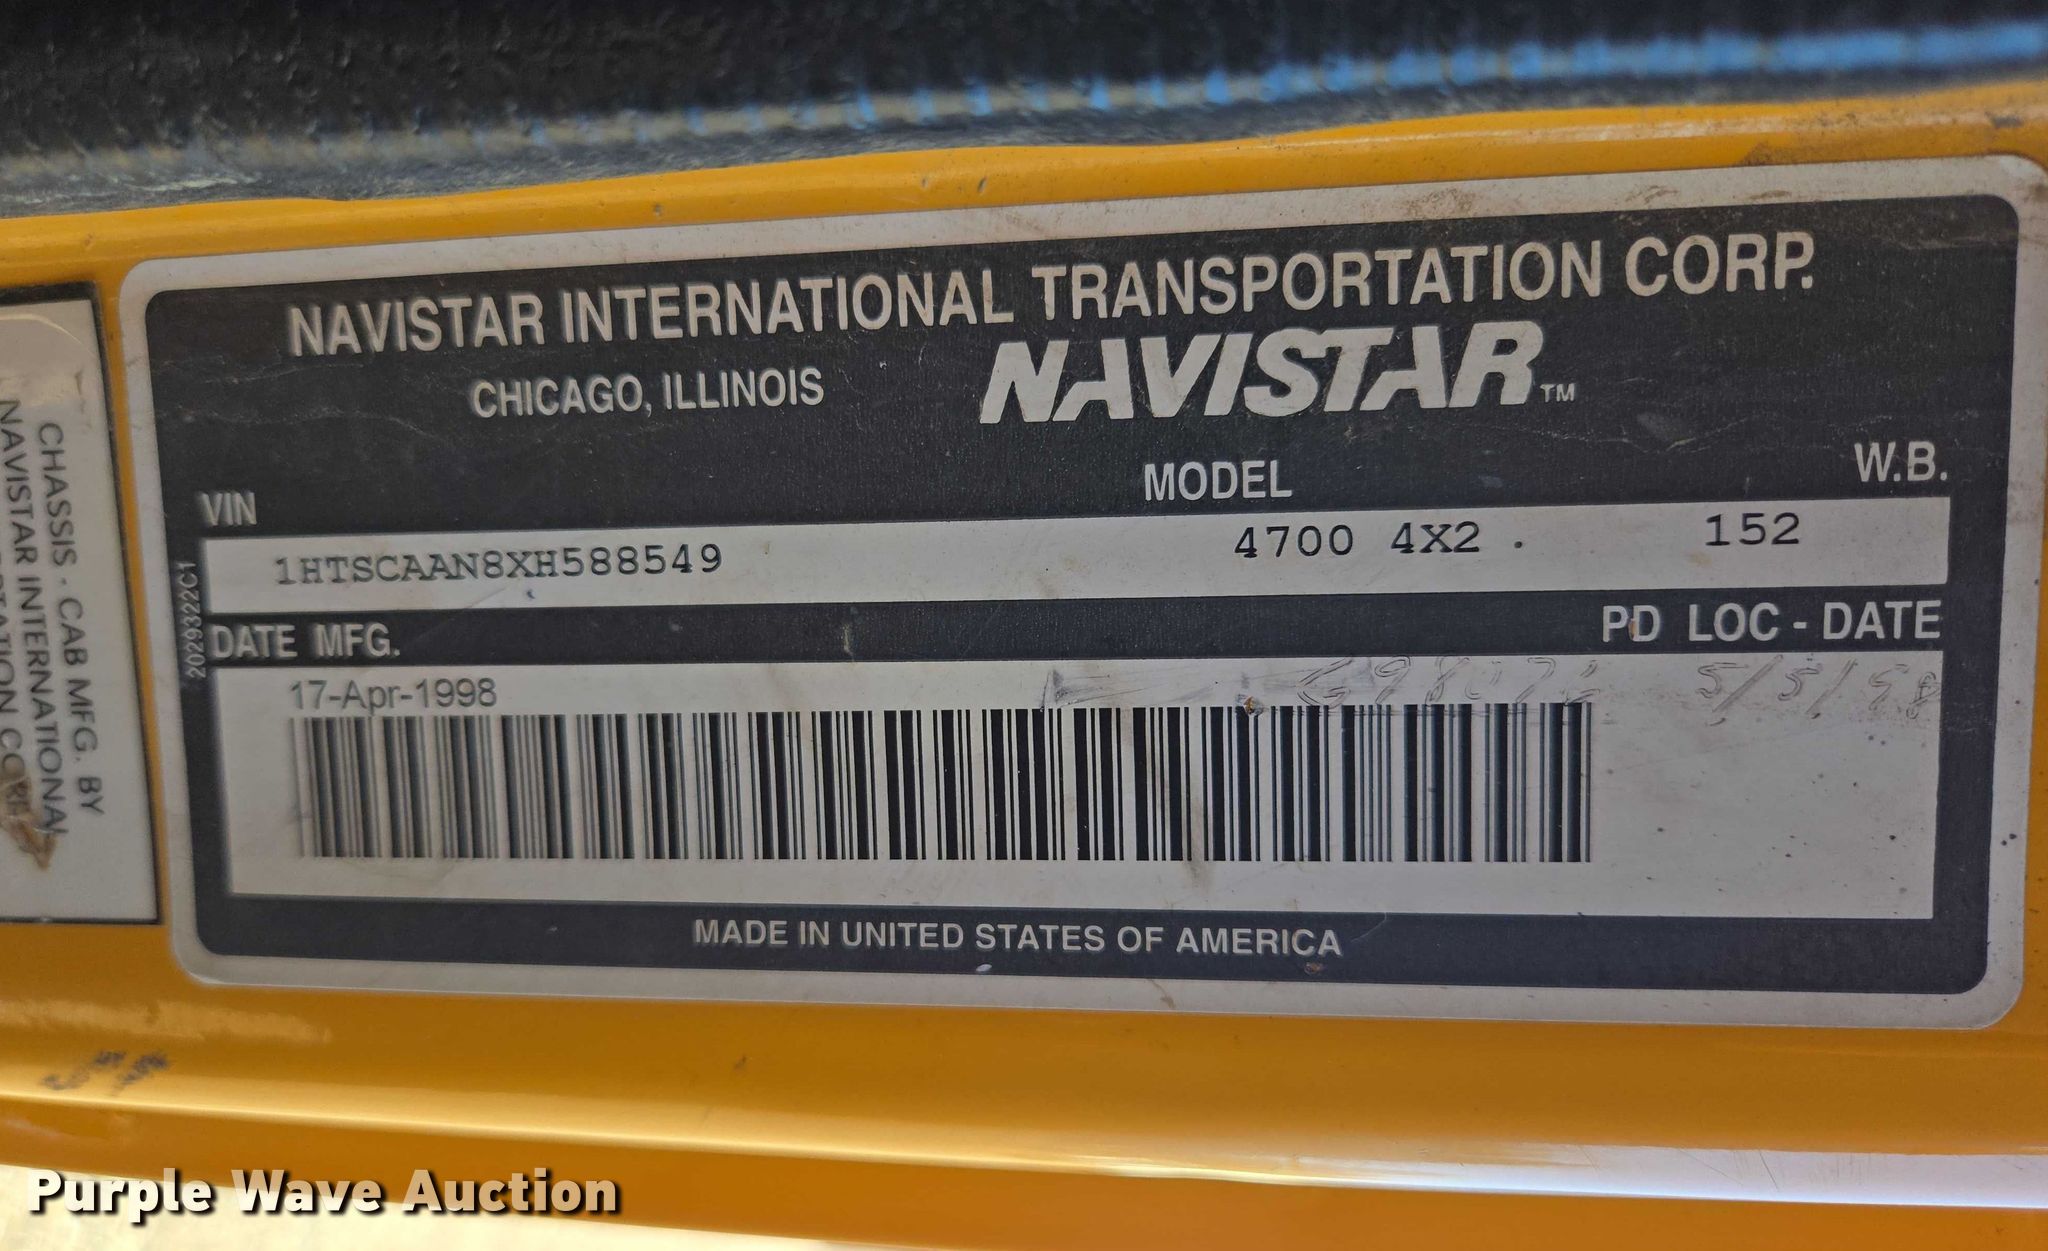 NAVISTAR INTERNATIONAL TRANSPORTATION CORP.
CHICAGO, ILLINOIS
NAVISTAR™
VIN
MODEL
W.B.
1HTSCAAN8XH588549
4700 4X2 .
152
DATE MFG.
PD LOC - DATE
17-Apr-1998
5/5/98
2029322C1
MADE IN UNITED STATES OF AMERICA
CHASSIS - CAB MFG. BY
NAVISTAR INTERNATIONAL
Purple Wave Auction